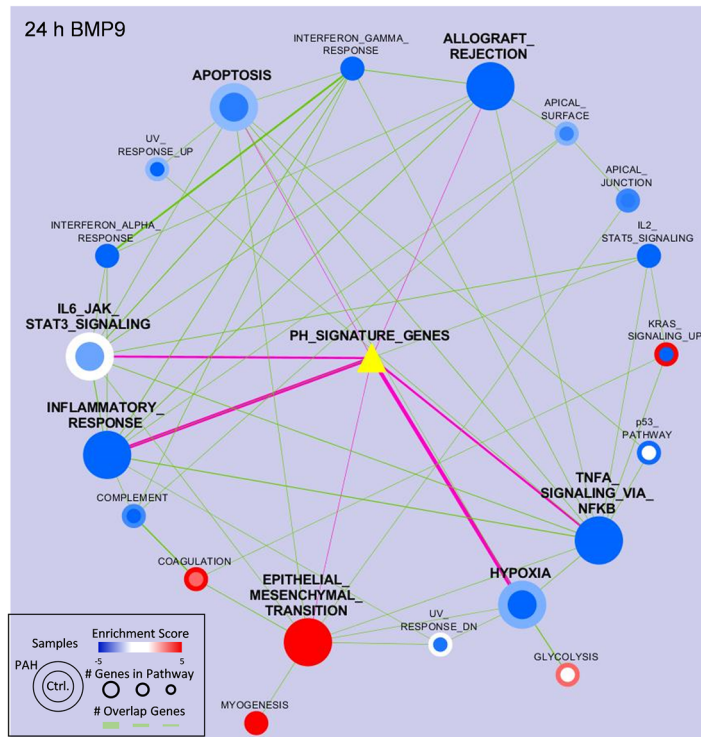 24 h BMP9
INTERFERON_GAMMA_
RESPONSE
ALLOGRAFT_
REJECTION
APOPTOSIS
APICAL_
SURFACE
UV_
RESPONSE_UP
APICAL_
JUNCTION
INTERFERON_ALPHA_
RESPONSE
IL2_
STAT5_SIGNALING
IL6_JAK_
STAT3_SIGNALING
PH_SIGNATURE_GENES
KRAS_
SIGNALING_UP
INFLAMMATORY_
RESPONSE
p53_
PATHWAY
TNFA_
SIGNALING_VIA_
NFKB
COMPLEMENT
COAGULATION
EPITHELIAL_
MESENCHYMAL_
TRANSITION
HYPOXIA
UV_
RESPONSE_DN
GLYCOLYSIS
MYOGENESIS
Samples
PAH
Ctrl.
Enrichment Score
-5 5
# Genes in Pathway
# Overlap Genes